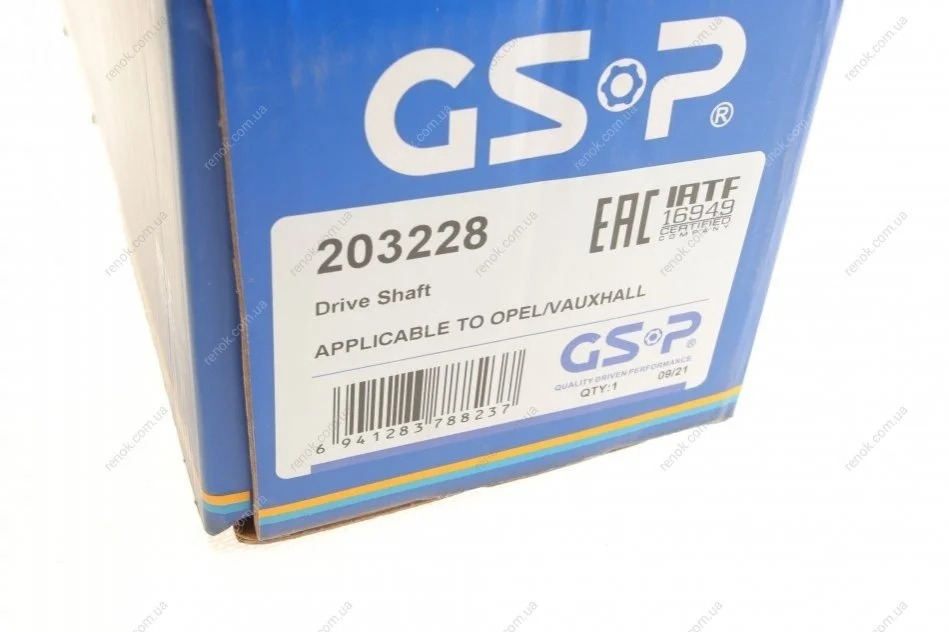 GSP®
203228
EAC
IATF
16949
CERTIFIED
COMPANY
Drive Shaft
APPLICABLE TO OPEL/VAUXHALL
GSP®
QUALITY DRIVEN PERFORMANCE
QTY:1 09/21
6 941283 788237
renok.com.ua